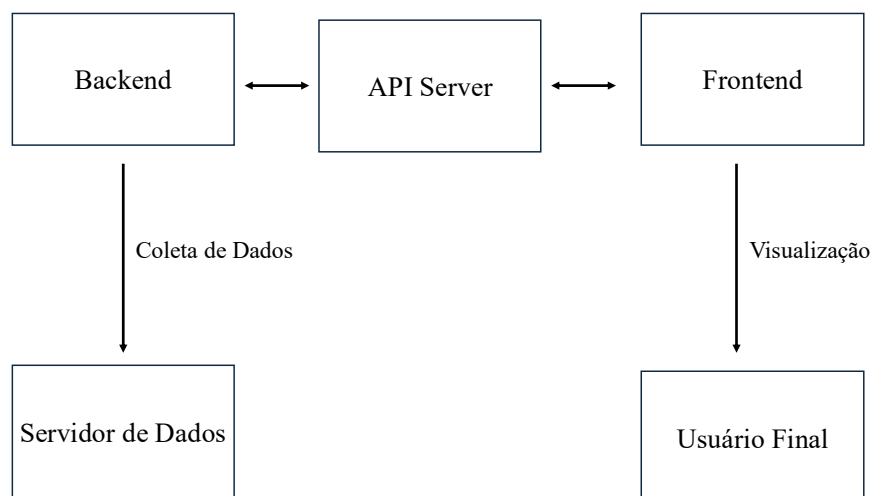 Backend
API Server
Frontend
Coleta de Dados
Visualização
Servidor de Dados
Usuário Final